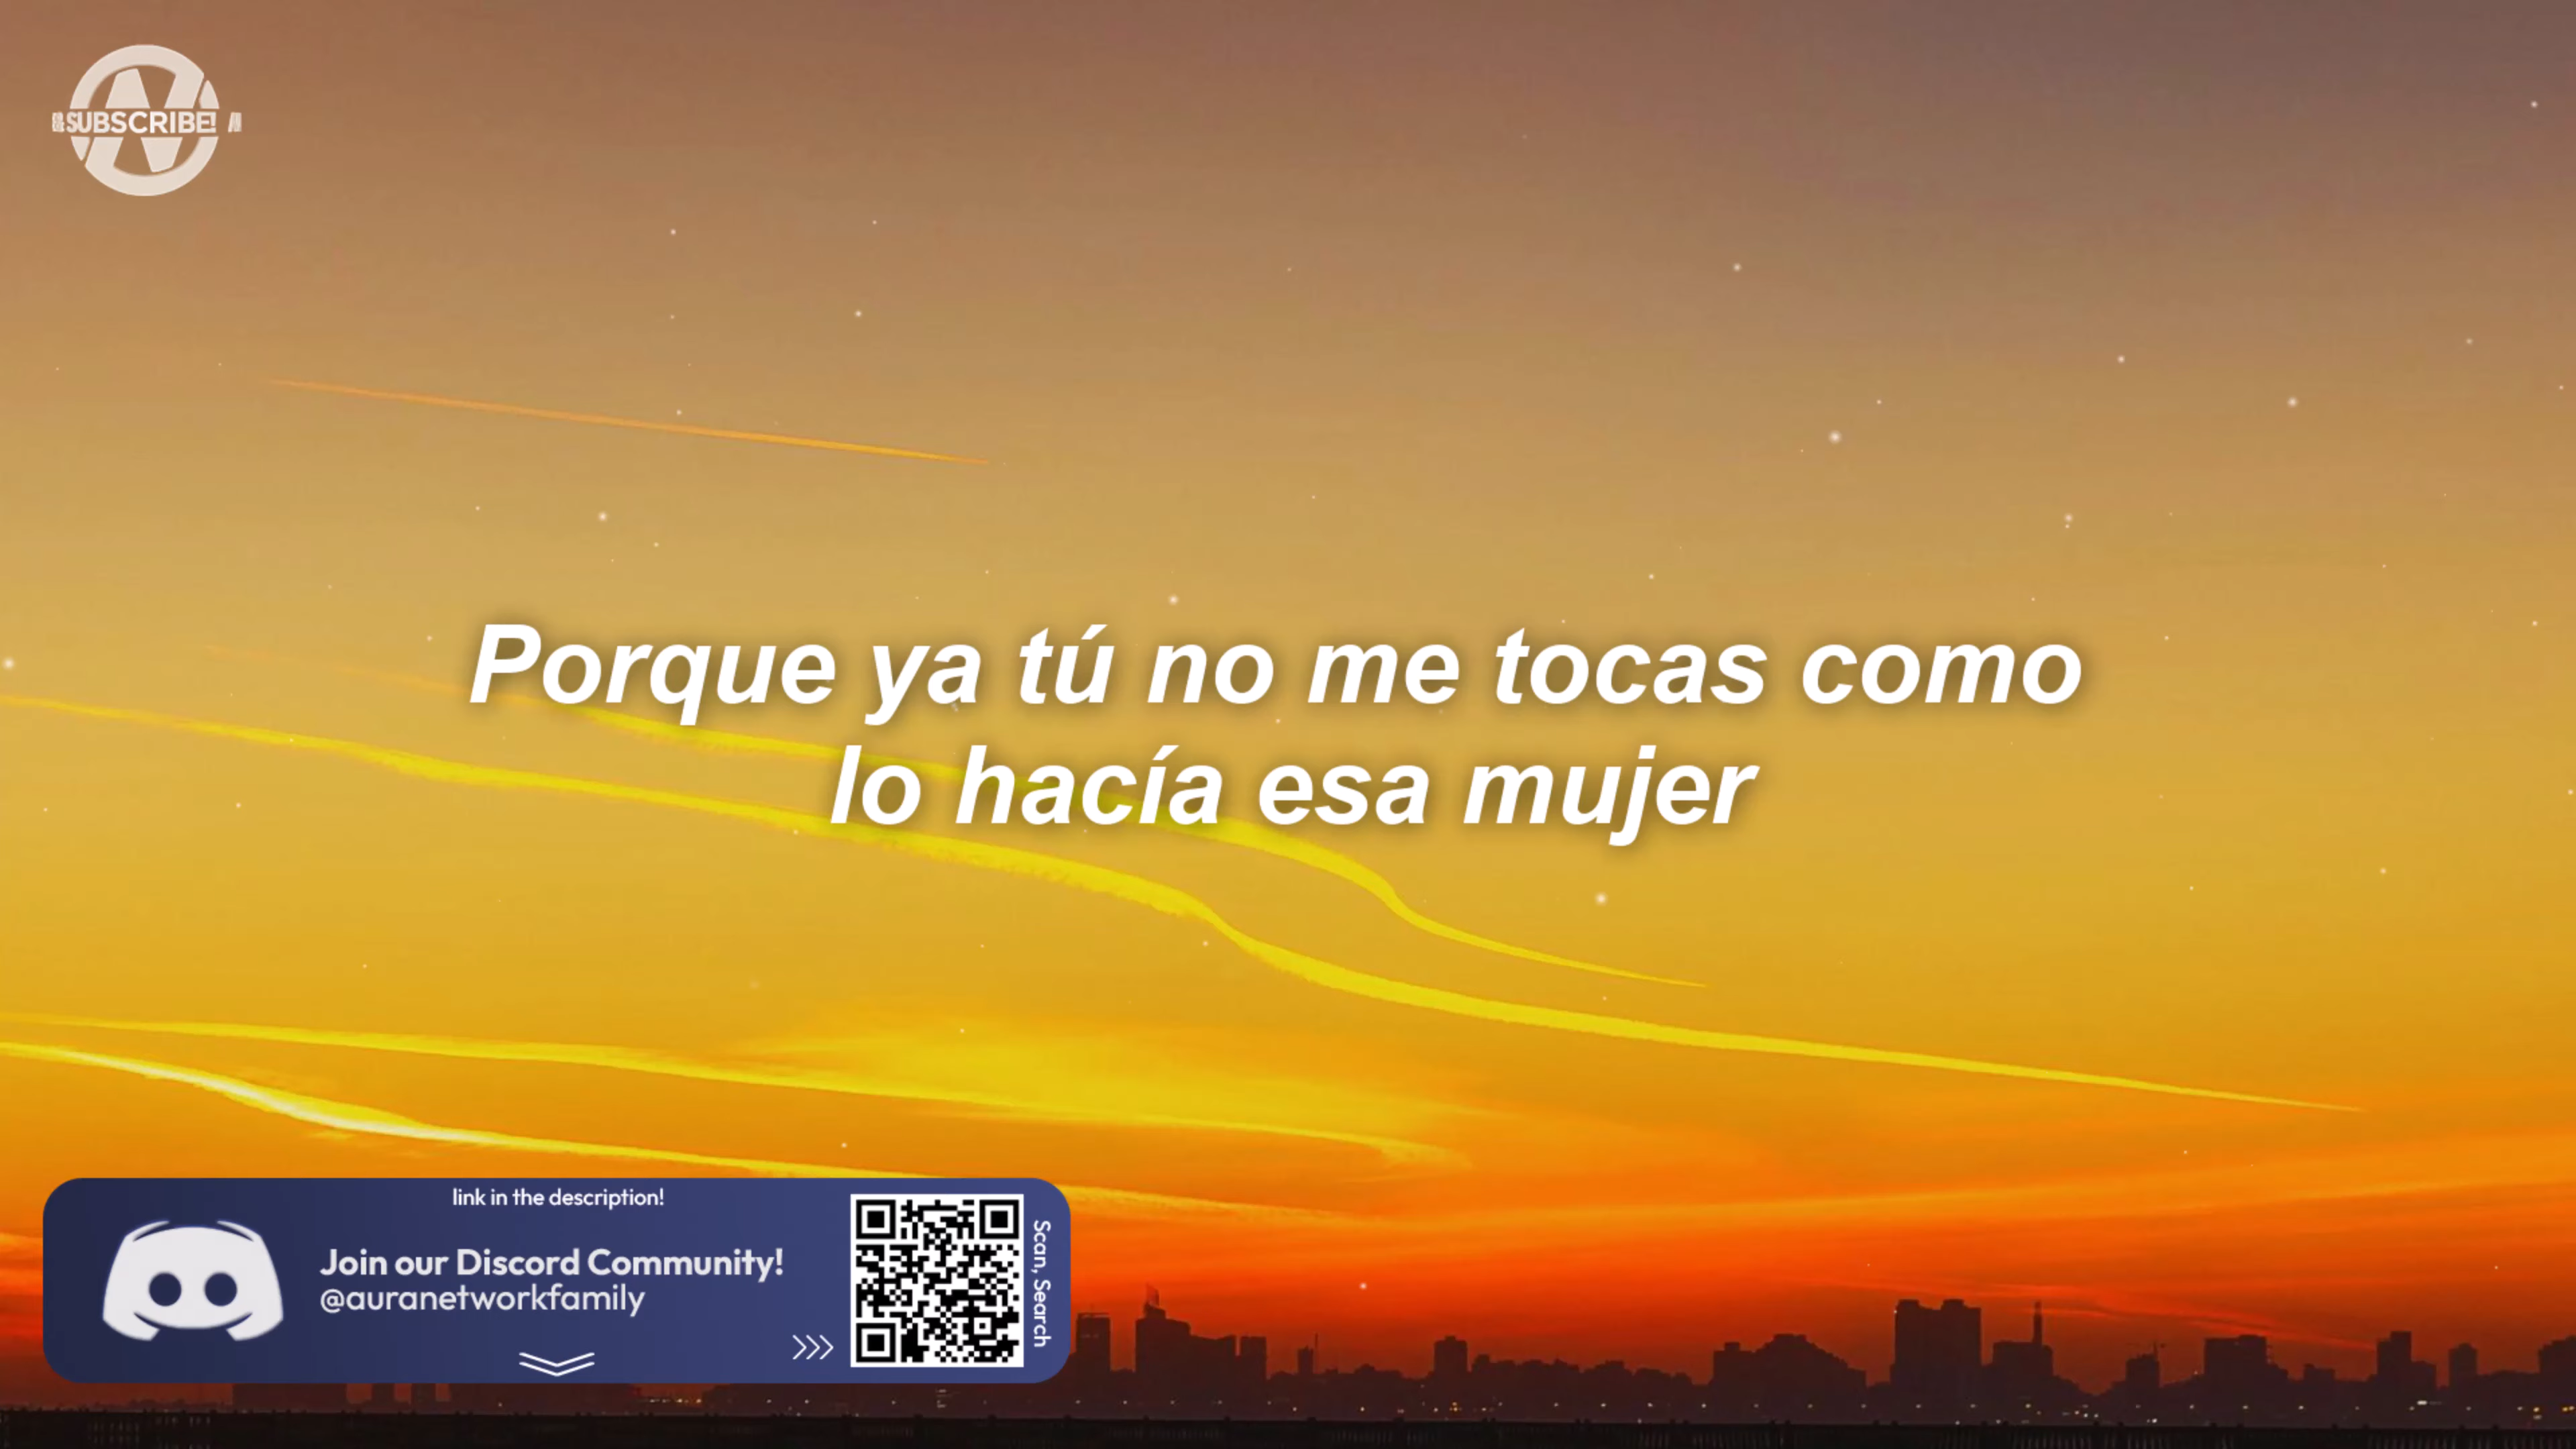 SUBSCRIBE!
Porque ya tú no me tocas como
lo hacía esa mujer
link in the description!
Join our Discord Community!
@auranetworkfamily
Scan, Search